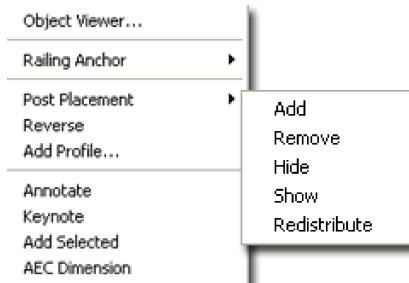 Object Viewer...
Railing Anchor
Post Placement
Reverse
Add Profile...
Annotate
Keynote
Add Selected
AEC Dimension
Add
Remove
Hide
Show
Redistribute